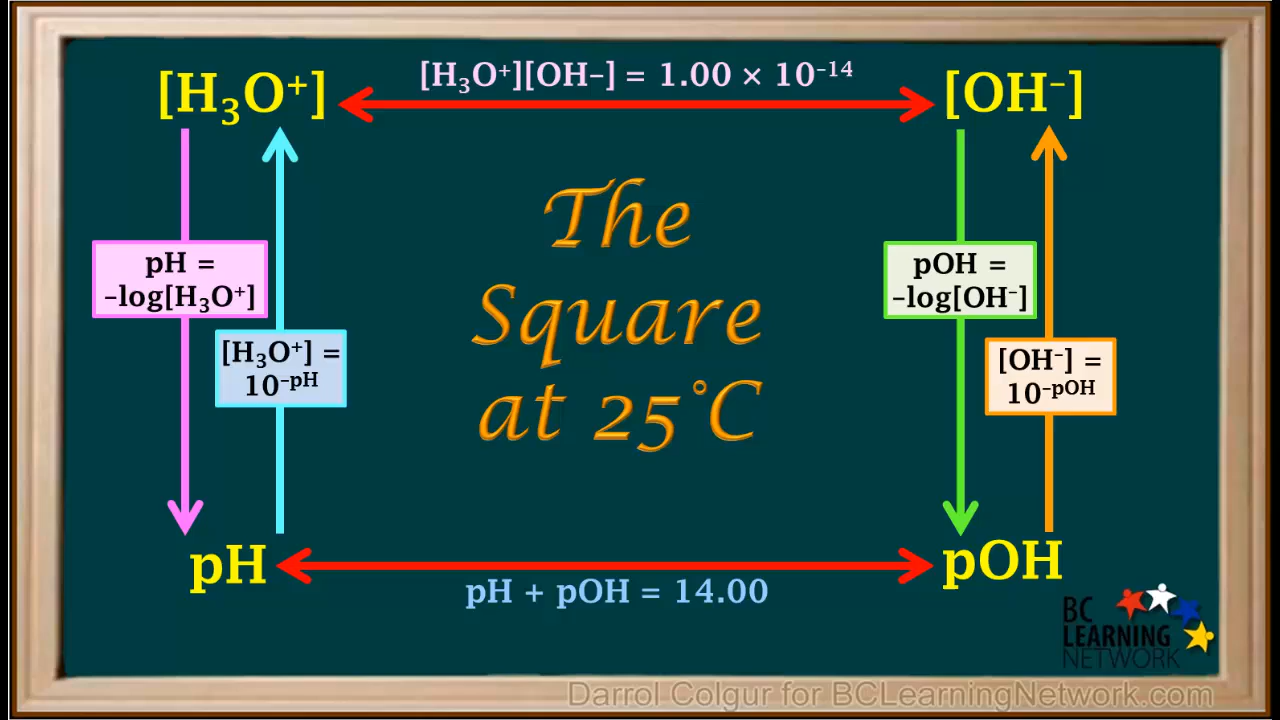 [H₃O⁺][OH–] = 1.00 × 10⁻¹⁴
[H₃O⁺]
[OH⁻]
The
Square
at 25°C
pH =
–log[H₃O⁺]
[H₃O⁺] =
10⁻ᵖᴴ
pOH =
–log[OH⁻]
[OH⁻] =
10⁻ᵖᴼᴴ
pH
pOH
pH + pOH = 14.00
BC
LEARNING
NETWORK
Darrol Colgur for BCLearningNetwork.com